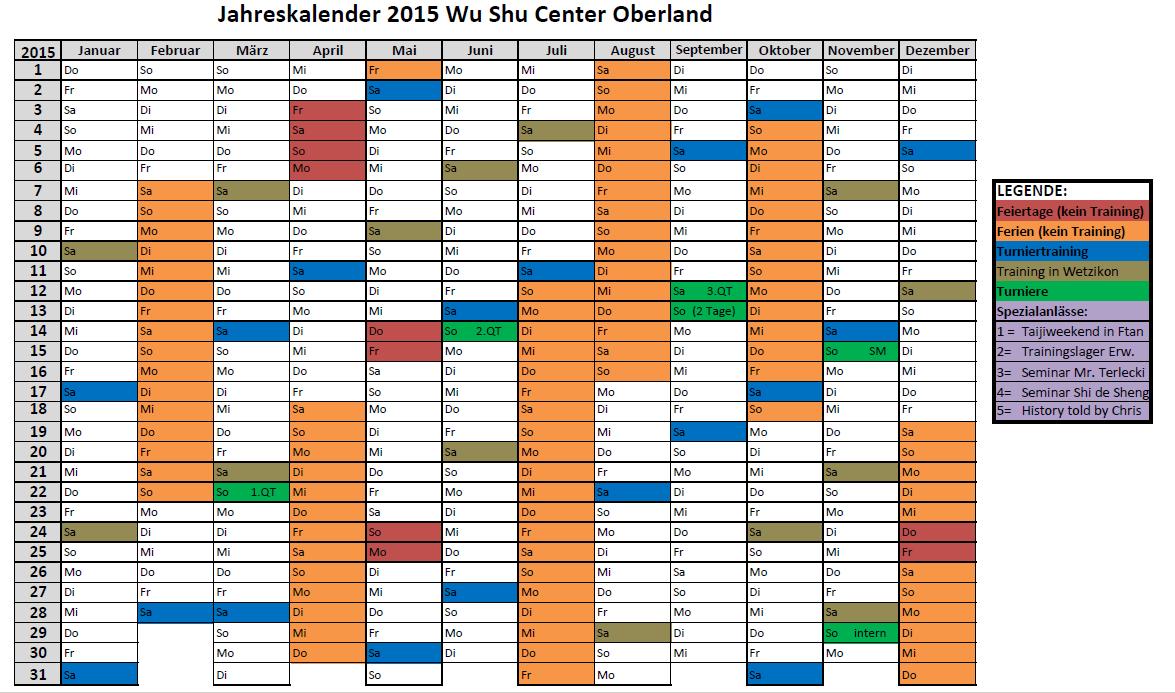 Jahreskalender 2015 Wu Shu Center Oberland
2015 Januar Februar März April Mai Juni Juli August September Oktober November Dezember
1 Do So So Mi Fr Mo Mi Sa Di Do So Di
2 Fr Mo Mo Do Sa Di Do So Mi Fr Mo Mi
3 Sa Di Di Fr So Mi Fr Mo Do Sa Di Do
4 So Mi Mi Sa Mo Do Sa Di Fr So Mi Fr
5 Mo Do Do So Di Fr So Mi Sa Mo Do Sa
6 Di Fr Fr Mo Mi Sa Mo Do So Di Fr So
7 Mi Sa Sa Di Do So Di Fr Mo Mi Sa Mo
8 Do So So Mi Fr Mo Mi Sa Di Do So Di
9 Fr Mo Mo Do Sa Di Do So Mi Fr Mo Mi
10 Sa Di Di Fr So Mi Fr Mo Do Sa Di Do
11 So Mi Mi Sa Mo Do Sa Di Fr So Mi Fr
12 Mo Do Do So Di Fr So Mi Sa 3.QT Mo Do Sa
13 Di Fr Fr Mo Mi Sa Mo Do So (2 Tage) Di Fr So
14 Mi Sa Sa Di Do So 2.QT Di Fr Mo Mi Sa Mo
15 Do So So Mi Fr Mo Mi Sa Di Do So SM Di
16 Fr Mo Mo Do Sa Di Do So Mi Fr Mo Mi
17 Sa Di Di Fr So Mi Fr Mo Do Sa Di Do
18 So Mi Mi Sa Mo Do Sa Di Fr So Mi Fr
19 Mo Do Do So Di Fr So Mi Sa Mo Do Sa
20 Di Fr Fr Mo Mi Sa Mo Do So Di Fr So
21 Mi Sa Sa Di Do So Di Fr Mo Mi Sa Mo
22 Do So So 1.QT Mi Fr Mo Mi Sa Di Do So Di
23 Fr Mo Mo Do Sa Di Do So Mi Fr Mo Mi
24 Sa Di Di Fr So Mi Fr Mo Do Sa Di Do
25 So Mi Mi Sa Mo Do Sa Di Fr So Mi Fr
26 Mo Do Do So Di Fr So Mi Sa Mo Do Sa
27 Di Fr Fr Mo Mi Sa Mo Do So Di Fr So
28 Mi Sa Sa Di Do So Di Fr Mo Mi Sa Mo
29 Do So Mi Fr Mo Mi Sa Di Do So intern Di
30 Fr Mo Do Sa Di Do So Mi Fr Mo Mi
31 Sa Di So Fr Mo Sa Do
LEGENDE:
Feiertage (kein Training)
Ferien (kein Training)
Turniertraining
Training in Wetzikon
Turniere
Spezialanlässe:
1 = Taijiweekend in Ftan
2= Trainingslager Erw.
3= Seminar Mr. Terlecki
4= Seminar Shi de Sheng
5= History told by Chris